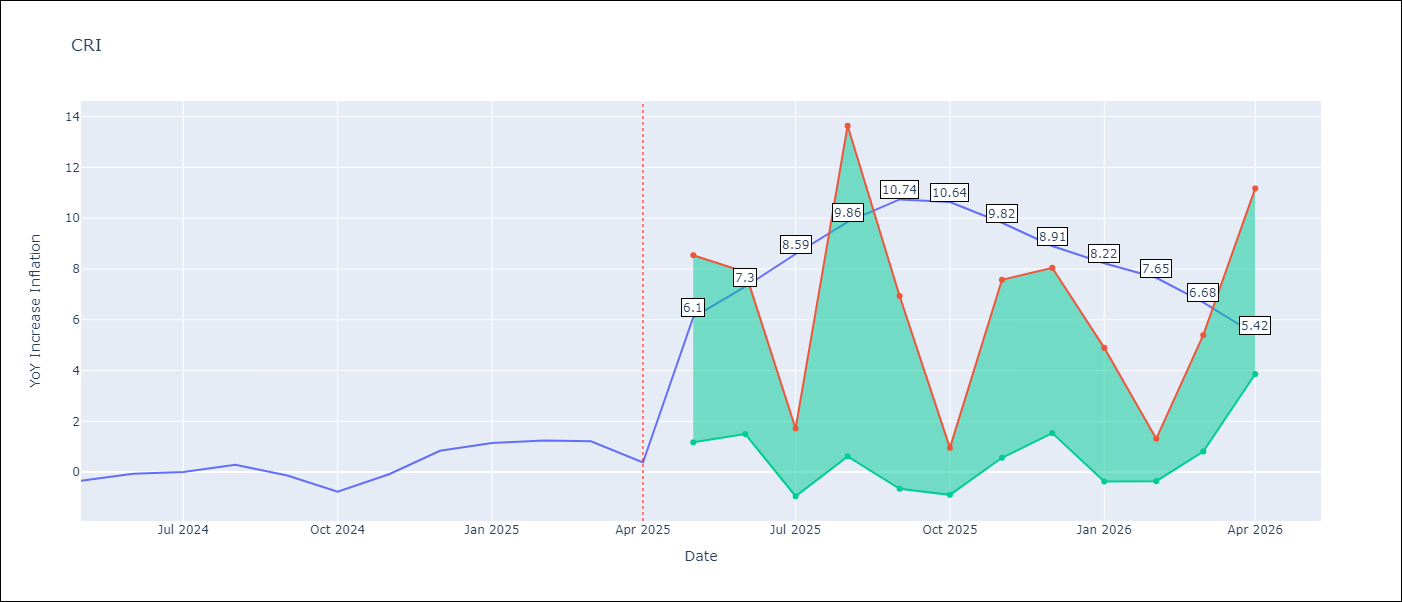 CRI
14
12
10
8
6
4
2
0
YoY Increase Inflation
6.1
7.3
8.59
9.86
10.74
10.64
9.82
8.91
8.22
7.65
6.68
5.42
Jul 2024
Oct 2024
Jan 2025
Apr 2025
Jul 2025
Oct 2025
Jan 2026
Apr 2026
Date